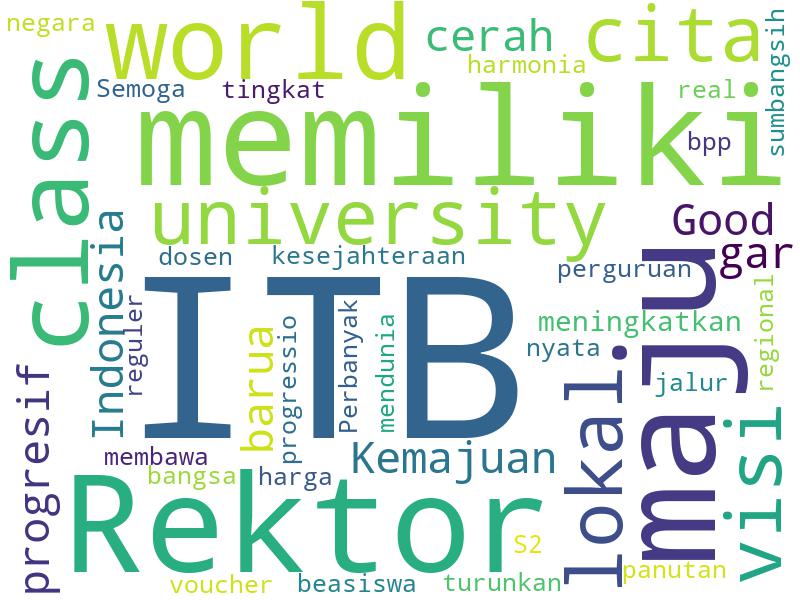 negara
world
cerah
cita
sumbangsih
harmonia
class
Semoga
tingkat
memiliki
real
bpp
university
Good
gar
Indonesia
dosen
kesejahteraan
perguruan
maju
regional
ITB
reguler
barua
progressio
Perbanyak
mendunia
meningkatkan
nyata
jalur
lokal
visi
progresif
membawa
Kemajuan
bangsa
harga
Rektor
S2
panutan
voucher
beasiswa
turunkan